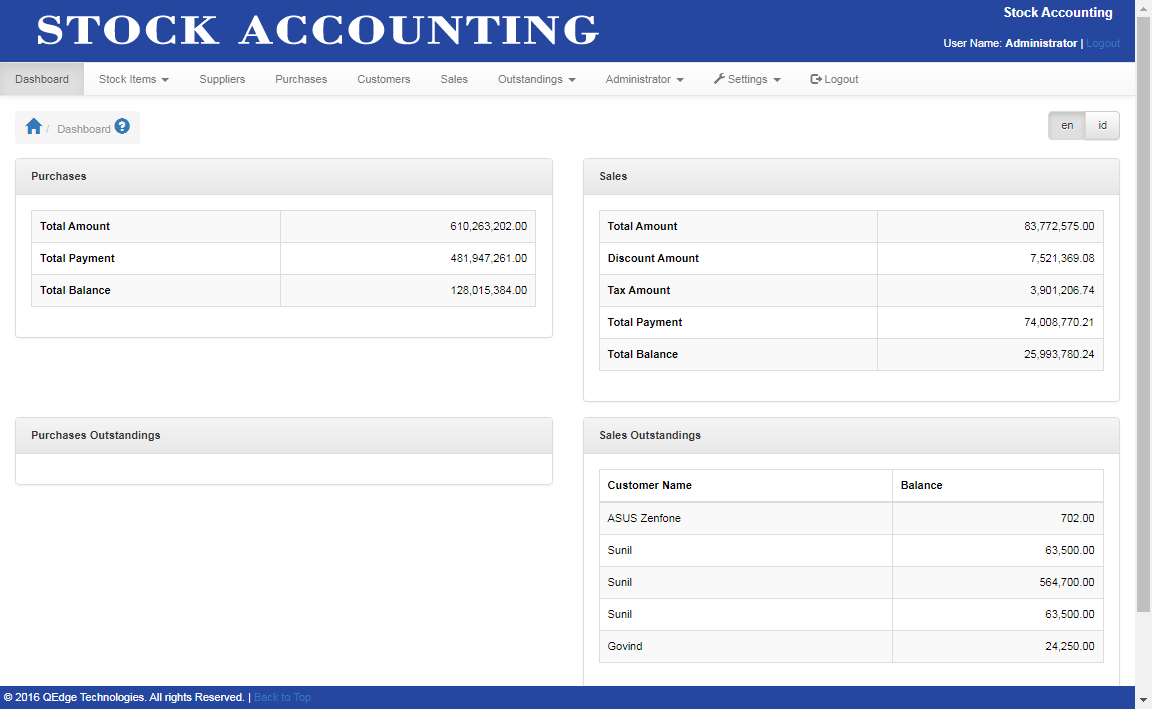 STOCK ACCOUNTING
Stock Accounting
User Name: Administrator | Logout
Dashboard Stock Items Suppliers Purchases Customers Sales Outstandings Administrator Settings Logout
/ Dashboard ?
en id
Purchases
Total Amount 610,263,202.00
Total Payment 481,947,261.00
Total Balance 128,015,384.00
Sales
Total Amount 83,772,575.00
Discount Amount 7,521,369.08
Tax Amount 3,901,206.74
Total Payment 74,008,770.21
Total Balance 25,993,780.24
Purchases Outstandings
Sales Outstandings
Customer Name Balance
ASUS Zenfone 702.00
Sunil 63,500.00
Sunil 564,700.00
Sunil 63,500.00
Govind 24,250.00
© 2016 QEdge Technologies. All rights Reserved. | Back to Top